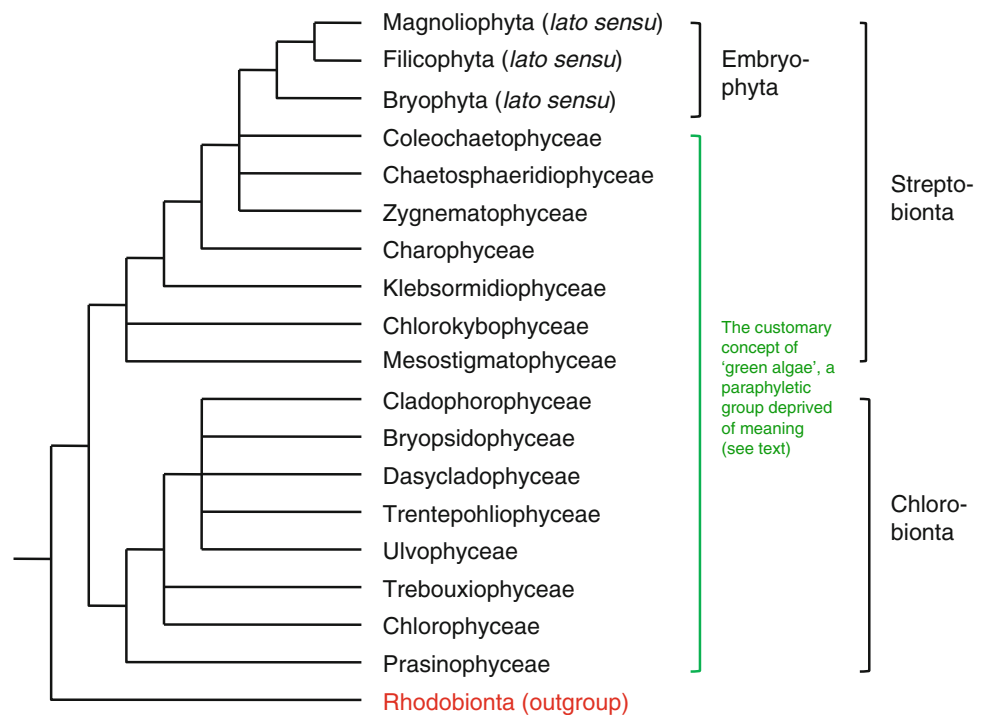 Magnoliophyta (lato sensu)
Filicophyta (lato sensu)
Bryophyta (lato sensu)
Coleochaetophyceae
Chaetosphaeridiophyceae
Zygnematophyceae
Charophyceae
Klebsormidiophyceae
Chlorokybophyceae
Mesostigmatophyceae
Cladophorophyceae
Bryopsidophyceae
Dasycladophyceae
Trentepohliophyceae
Ulvophyceae
Trebouxiophyceae
Chlorophyceae
Prasinophyceae
Rhodobionta (outgroup)
Embryo-
phyta
The customary
concept of
‘green algae’, a
paraphyletic
group deprived
of meaning
(see text)
Strepto-
bionta
Chloro-
bionta